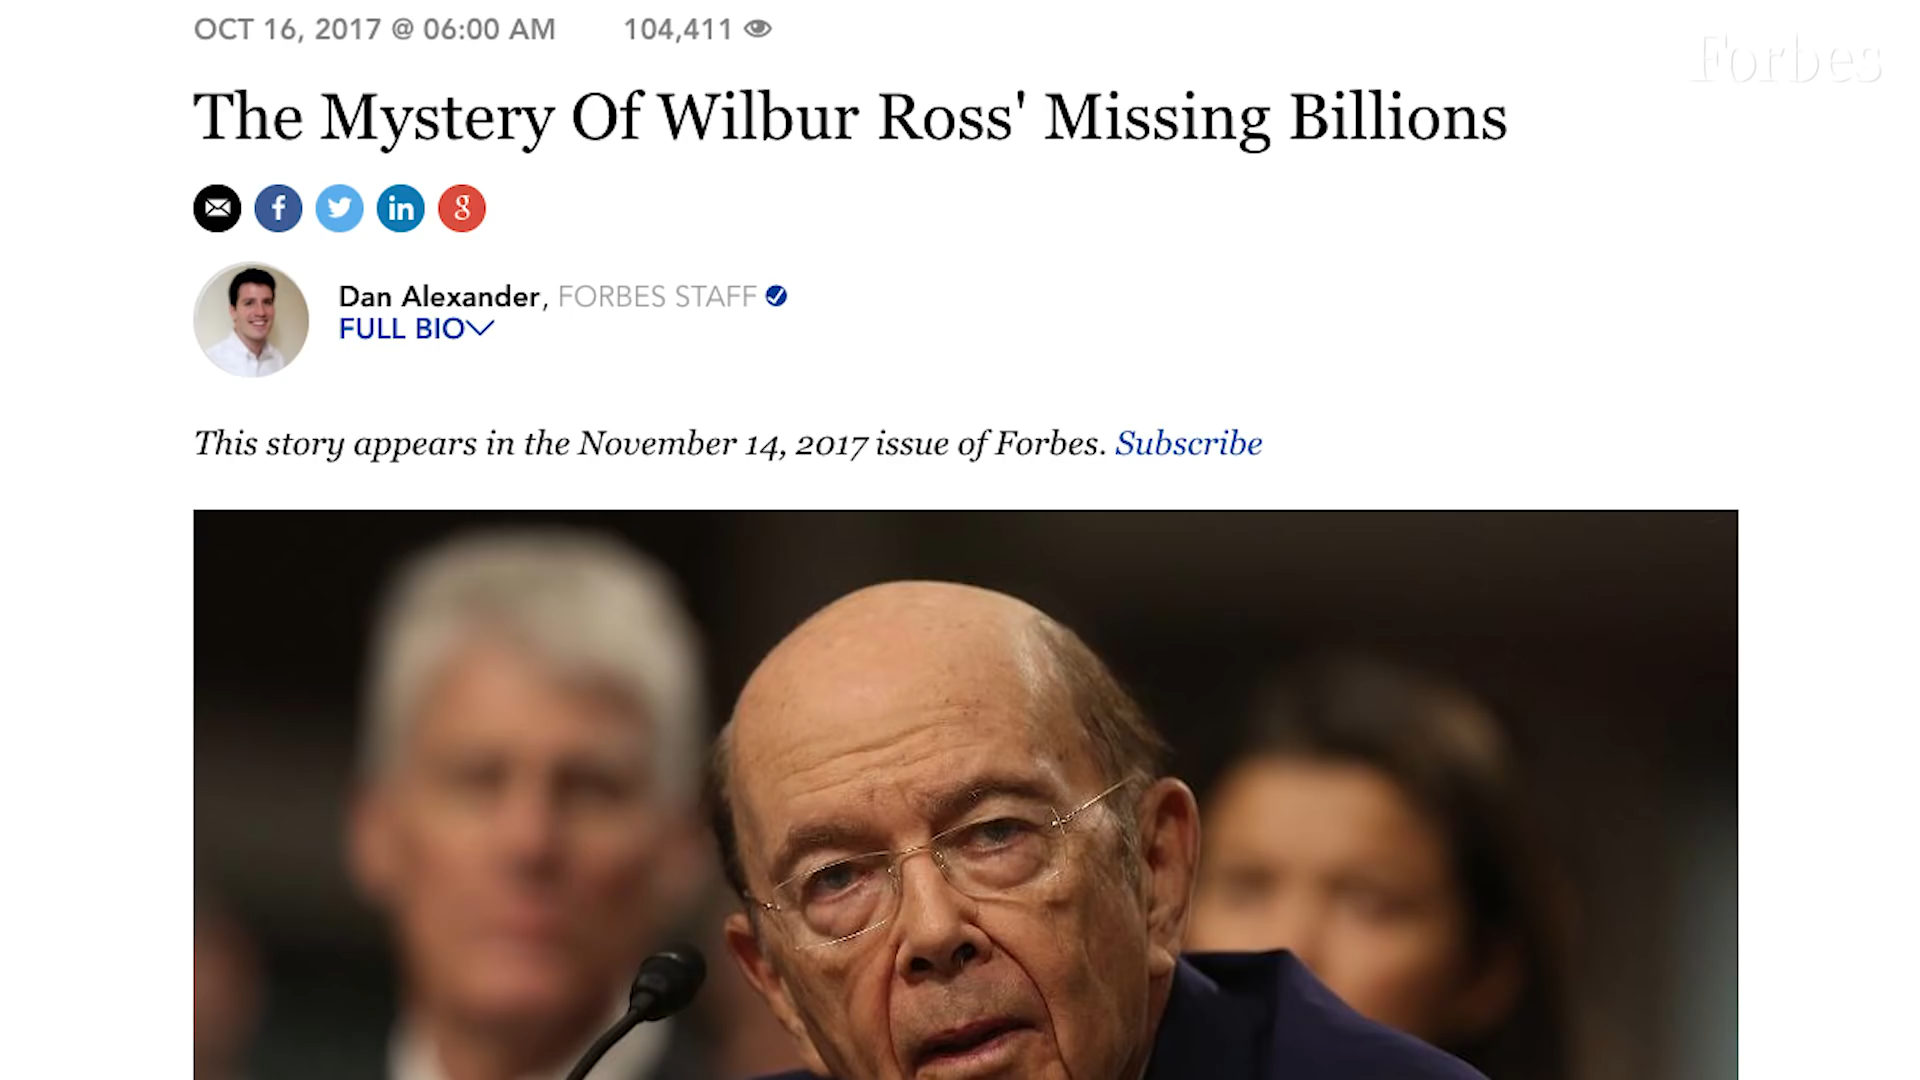 OCT 16, 2017 @ 06:00 AM 104,411
Forbes
The Mystery Of Wilbur Ross' Missing Billions
f in g
Dan Alexander, FORBES STAFF
FULL BIO
This story appears in the November 14, 2017 issue of Forbes. Subscribe